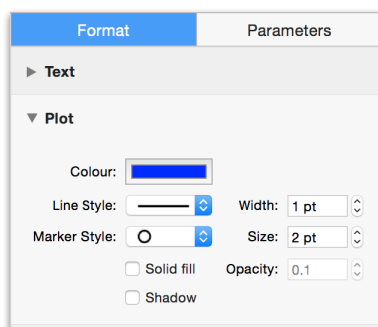 Format Parameters
Text
Plot
Colour:
Line Style: Width: 1 pt
Marker Style: Size: 2 pt
Solid fill Opacity: 0.1
Shadow